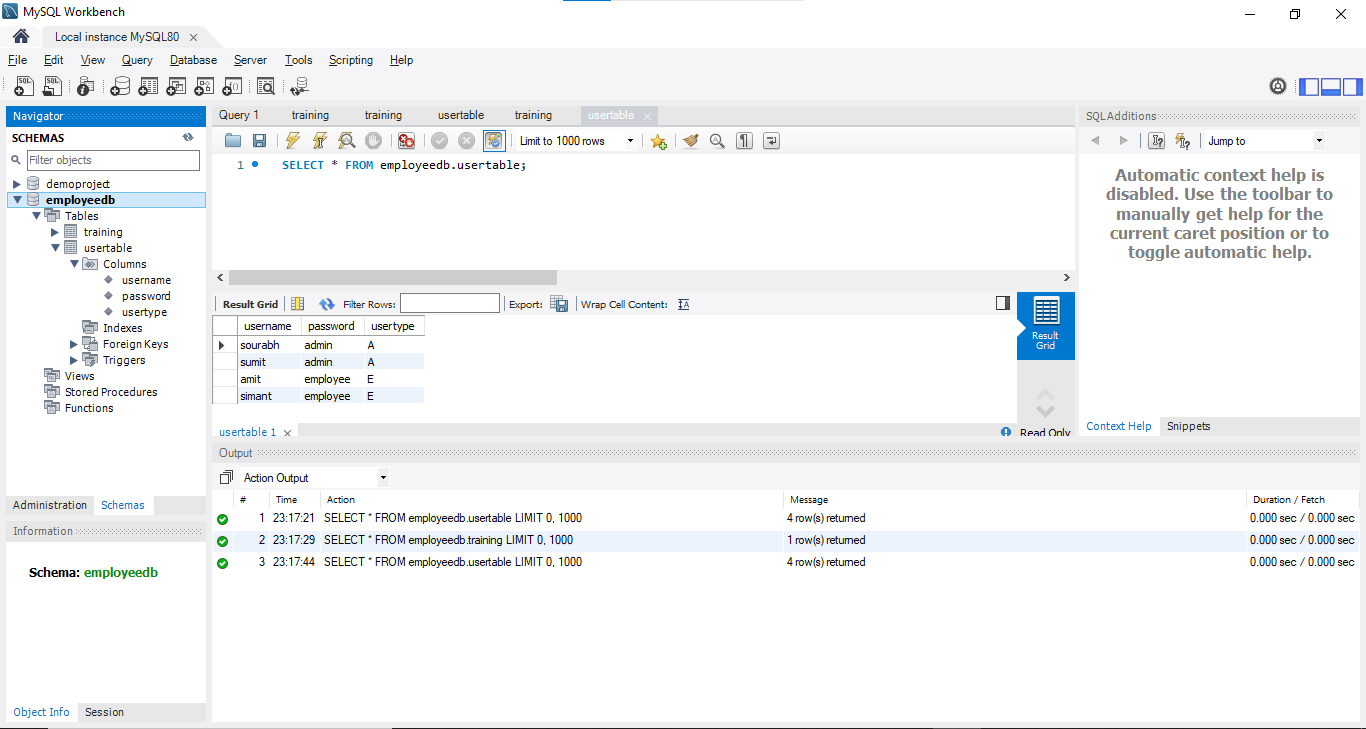 MySQL Workbench
Local instance MySQL80
File Edit View Query Database Server Tools Scripting Help
Navigator
SCHEMAS
Filter objects
demoproject
employeedb
Tables
training
usertable
Columns
username
password
usertype
Indexes
Foreign Keys
Triggers
Views
Stored Procedures
Functions
Administration Schemas
Information
Schema: employeedb
Object Info Session
Query 1 training training usertable training usertable
Limit to 1000 rows
1 SELECT * FROM employeedb.usertable;
Result Grid Filter Rows: Export: Wrap Cell Content:
username password usertype
sourabh admin A
sumit admin A
amit employee E
simant employee E
Result
Grid
usertable 1 Read Only
SQLAdditions
Jump to
Automatic context help is
disabled. Use the toolbar to
manually get help for the
current caret position or to
toggle automatic help.
Context Help Snippets
Output
Action Output
# Time Action Message Duration / Fetch
1 23:17:21 SELECT * FROM employeedb.usertable LIMIT 0, 1000 4 row(s) returned 0.000 sec / 0.000 sec
2 23:17:29 SELECT * FROM employeedb.training LIMIT 0, 1000 1 row(s) returned 0.000 sec / 0.000 sec
3 23:17:44 SELECT * FROM employeedb.usertable LIMIT 0, 1000 4 row(s) returned 0.000 sec / 0.000 sec